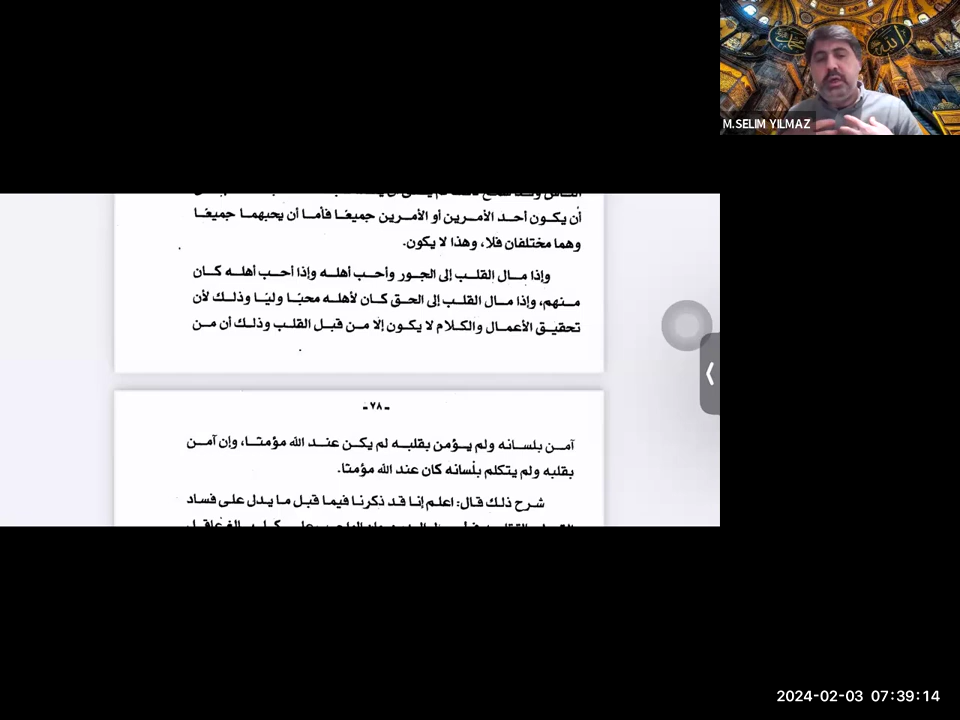 M.SELIM YILMAZ
أن يكون أحد الأمرين أو الأمرين جميعًا فأما أن يحبهما جميعًا
وهما مختلفان فلا، وهذا لا يكون.
وإذا مال القلب إلى الجور وأحب أهله وإذا أحب أهله كان
منهم، وإذا مال القلب إلى الحق كان لأهله محبًا وليًا وذلك لأن
تحقيق الأعمال والكلام لا يكون إلا من قبل القلب وذلك أن من
ـ ٧٨ ـ
آمن بلسانه ولم يؤمن بقلبه لم يكن عند الله مؤمنًا، وإن آمن
بقلبه ولم يتكلم بلسانه كان عند الله مؤمنًا.
شرح ذلك قال: اعلم إنا قد ذكرنا فيما قبل ما يدل على فساد
2024-02-03 07:39:14